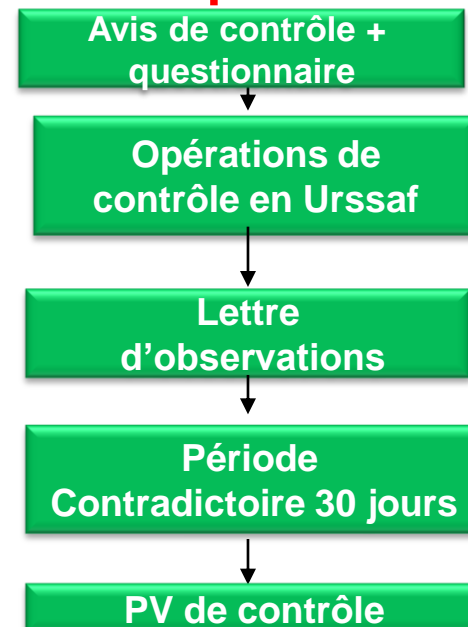 Avis de contrôle +
questionnaire
Opérations de
contrôle en Urssaf
Lettre
d’observations
Période
Contradictoire 30 jours
PV de contrôle